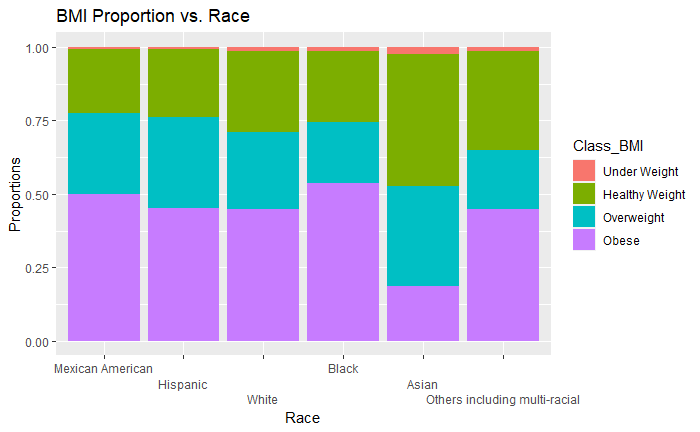 BMI Proportion vs. Race
Proportions
1.00
0.75
0.50
0.25
0.00
Mexican American
Hispanic
White
Black
Asian
Others including multi-racial
Race
Class_BMI
Under Weight
Healthy Weight
Overweight
Obese